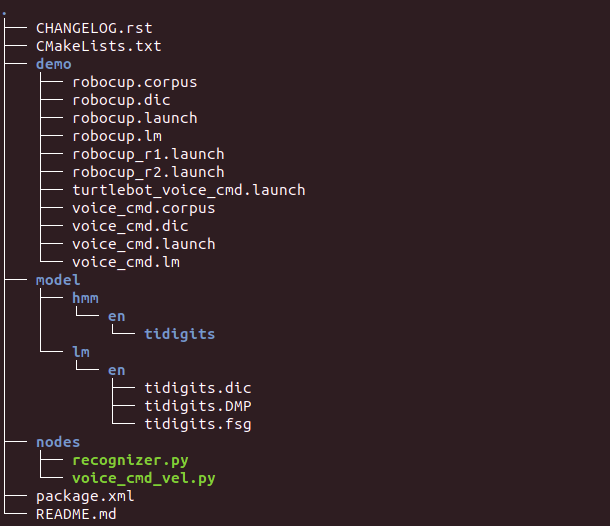 .
├── CHANGELOG.rst
├── CMakeLists.txt
├── demo
│   ├── robocup.corpus
│   ├── robocup.dic
│   ├── robocup.launch
│   ├── robocup.lm
│   ├── robocup_r1.launch
│   ├── robocup_r2.launch
│   ├── turtlebot_voice_cmd.launch
│   ├── voice_cmd.corpus
│   ├── voice_cmd.dic
│   ├── voice_cmd.launch
│   └── voice_cmd.lm
├── model
│   ├── hmm
│   │   └── en
│   │       └── tidigits
│   └── lm
│       └── en
│           ├── tidigits.dic
│           ├── tidigits.DMP
│           └── tidigits.fsg
├── nodes
│   ├── recognizer.py
│   └── voice_cmd_vel.py
├── package.xml
└── README.md